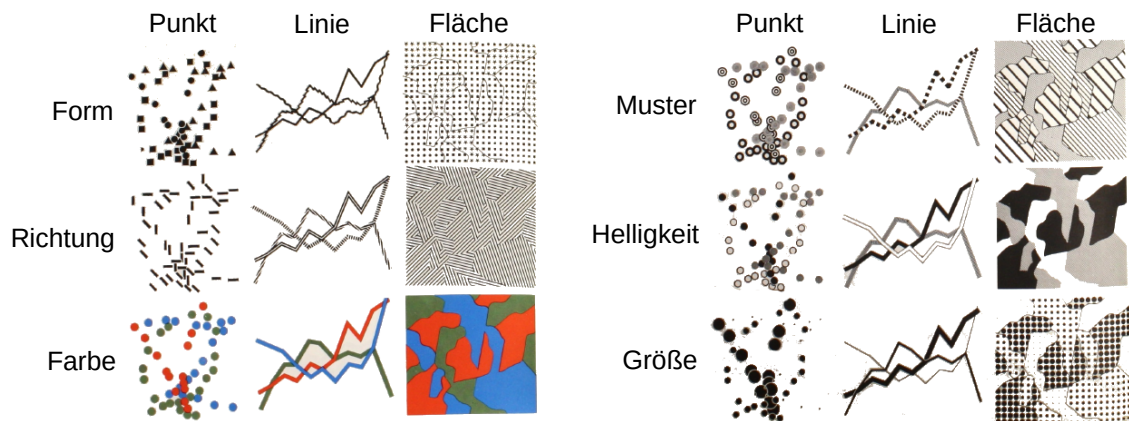 Punkt Linie Fläche
Form
Richtung
Farbe
Punkt Linie Fläche
Muster
Helligkeit
Größe